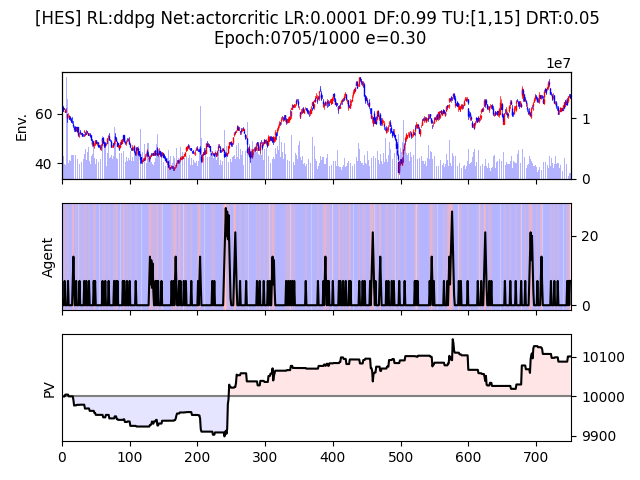 [HES] RL:ddpg Net:actorcritic LR:0.0001 DF:0.99 TU:[1,15] DRT:0.05
Epoch:0705/1000 e=0.30
1e7
Env.
60
40
1
0
Agent
20
0
PV
10100
10000
9900
0 100 200 300 400 500 600 700